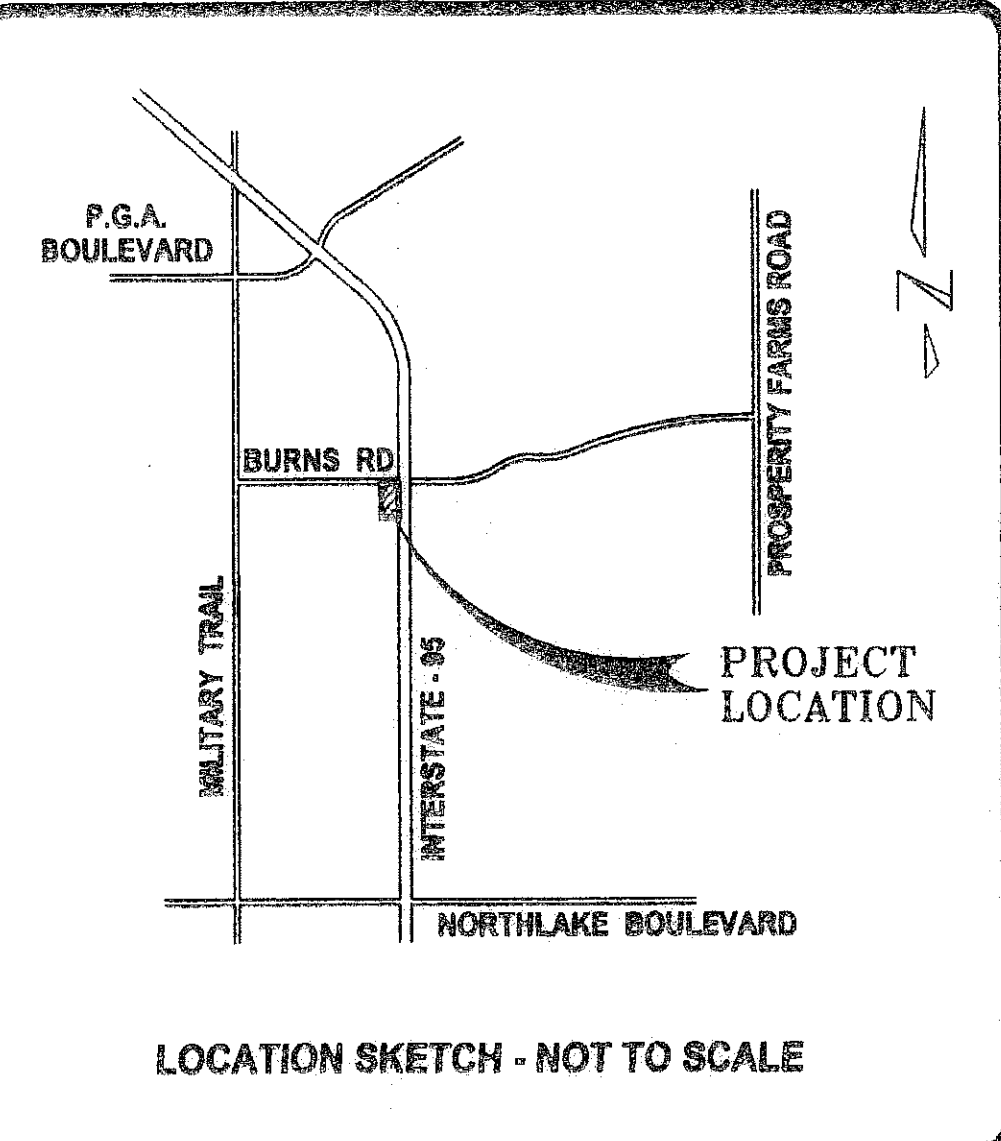 P.G.A.
BOULEVARD
PROSPERITY FARMS ROAD
N
BURNS RD
MILITARY TRAIL
INTERSTATE - 95
PROJECT
LOCATION
NORTHLAKE BOULEVARD
LOCATION SKETCH - NOT TO SCALE